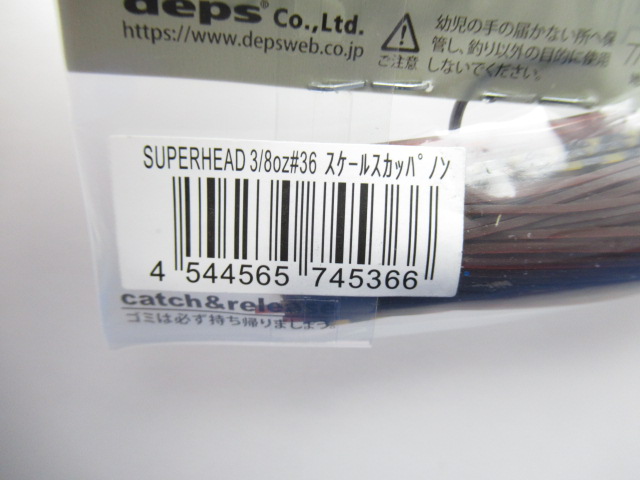 deps® Co.,Ltd.
https://www.depsweb.co.jp
ご注意
幼児の手の届かない所へ保
管し、釣り以外の目的に使用
しないでください。
SUPERHEAD 3/8oz#36 ｽｹｰﾙｽｶｯﾊﾟﾉﾝ
4 544565 745366
catch&release
ゴミは必ず持ち帰りましょう。